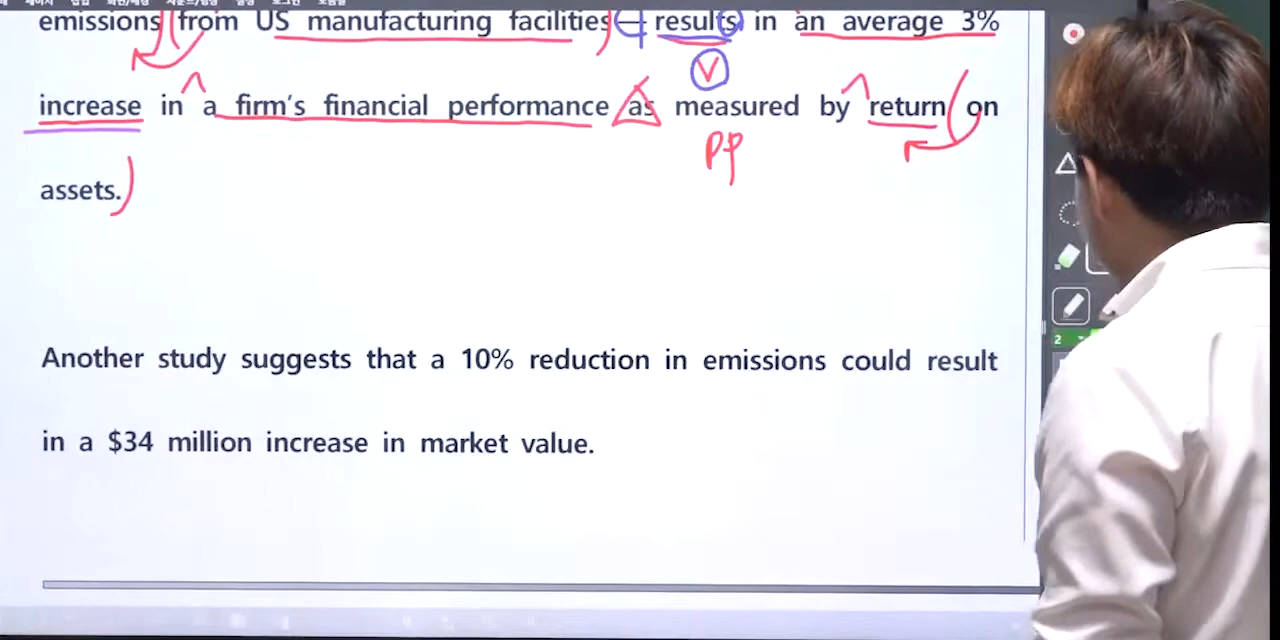 emissions from US manufacturing facilities results in an average 3%
V
increase in a firm's financial performance as measured by return on
pp
assets.
2
Another study suggests that a 10% reduction in emissions could result
in a $34 million increase in market value.